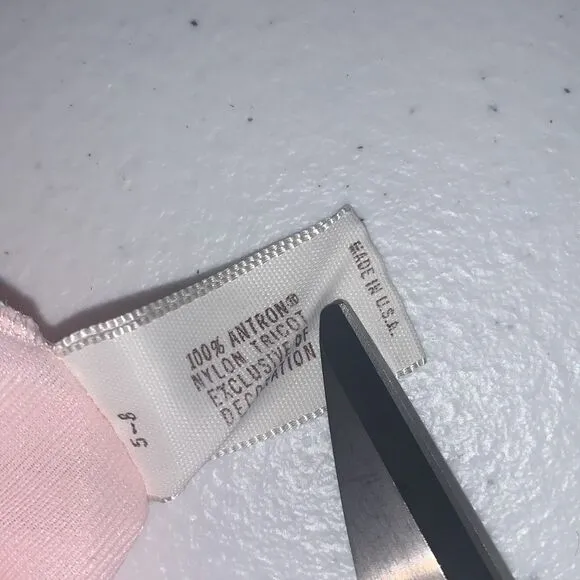 100% ANTRON®
NYLON TRICOT
EXCLUSIVE OF
DECORATION
MADE IN U.S.A.
5-8